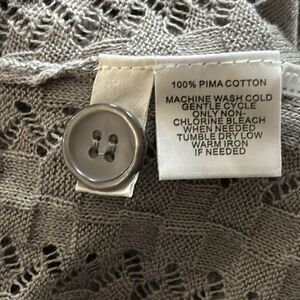 100% PIMA COTTON
MACHINE WASH COLD
GENTLE CYCLE
ONLY NON-
CHLORINE BLEACH
WHEN NEEDED
TUMBLE DRY LOW
WARM IRON
IF NEEDED